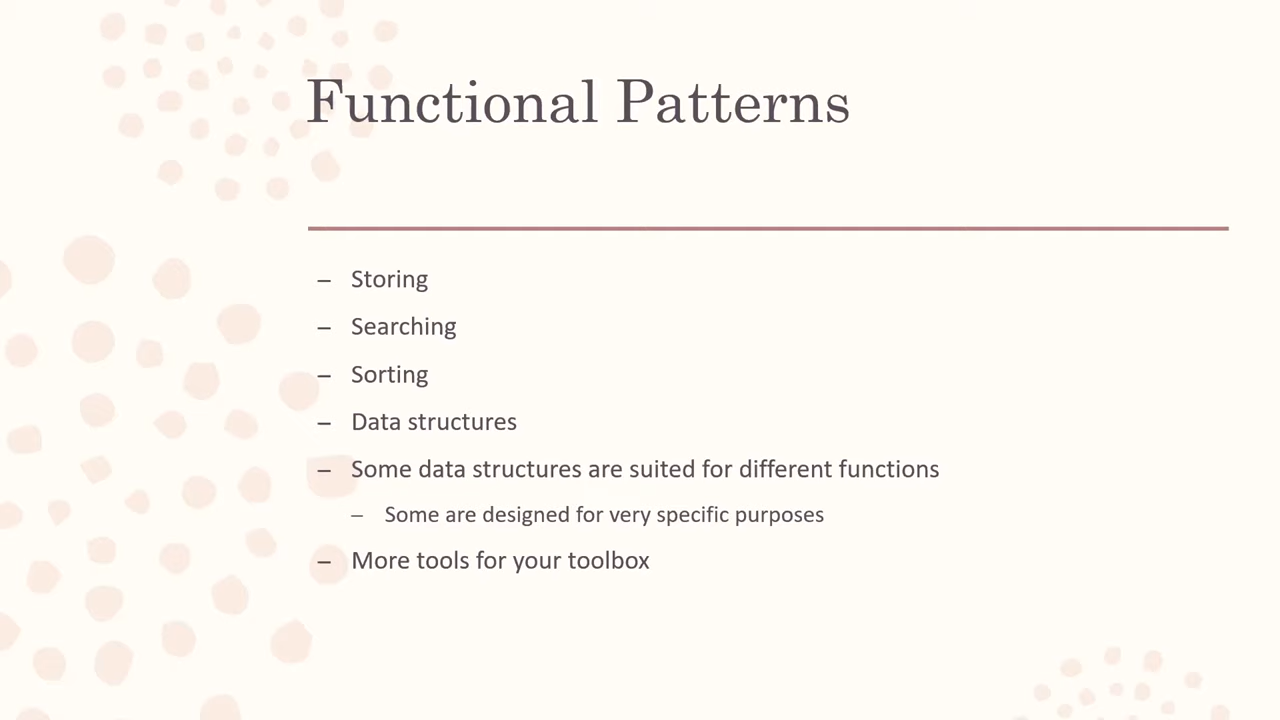 Functional Patterns
– Storing
– Searching
– Sorting
– Data structures
– Some data structures are suited for different functions
– Some are designed for very specific purposes
– More tools for your toolbox